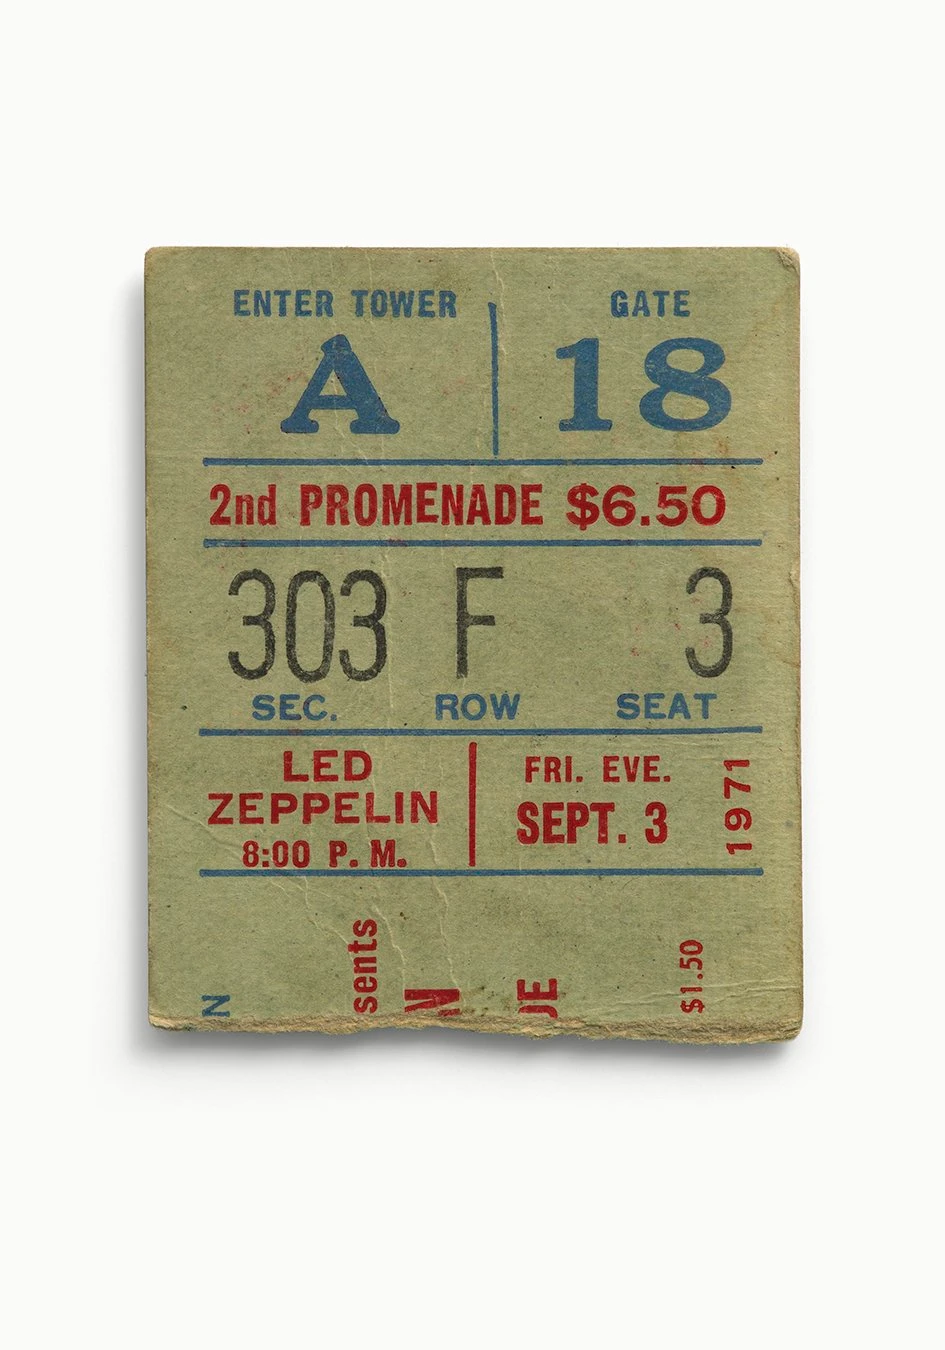 ENTER TOWER GATE
A 18
2nd PROMENADE $6.50
303 F 3
SEC. ROW SEAT
LED
ZEPPELIN
8:00 P. M.
FRI. EVE.
SEPT. 3
1971
N
sents
N
$1.50